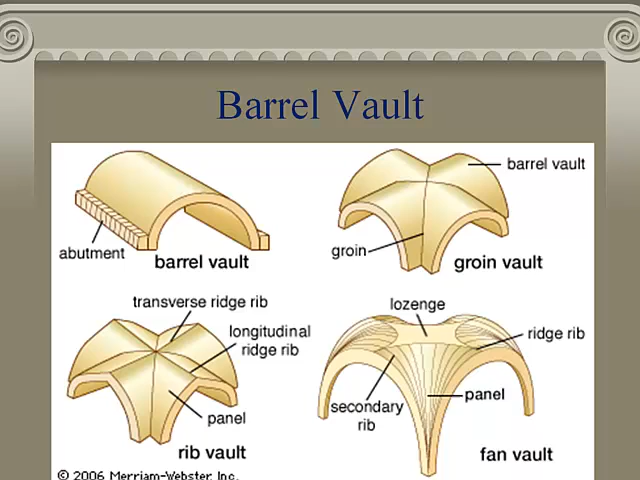 Barrel Vault
barrel vault
abutment
barrel vault
groin
groin vault
transverse ridge rib
longitudinal
ridge rib
panel
rib vault
lozenge
ridge rib
secondary
rib
panel
fan vault
© 2006 Merriam-Webster, Inc.